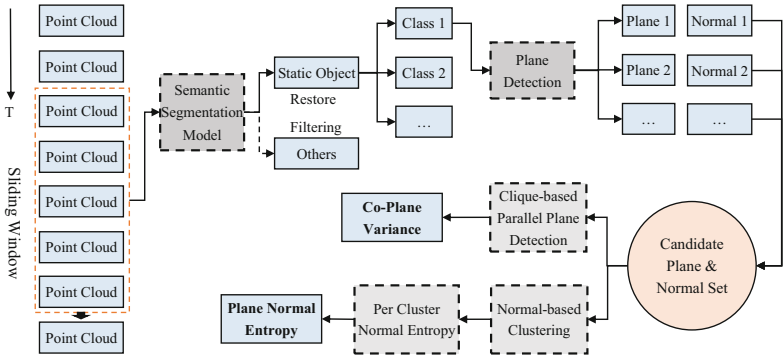 Point Cloud
Point Cloud
Point Cloud
Point Cloud
Point Cloud
Point Cloud
Point Cloud
Point Cloud
T
Sliding Window
Semantic
Segmentation
Model
Static Object
Restore
Filtering
Others
Class 1
Class 2
…
Plane
Detection
Plane 1
Normal 1
Plane 2
Normal 2
…
…
Candidate
Plane &
Normal Set
Clique-based
Parallel Plane
Detection
Co-Plane
Variance
Normal-based
Clustering
Per Cluster
Normal Entropy
Plane Normal
Entropy